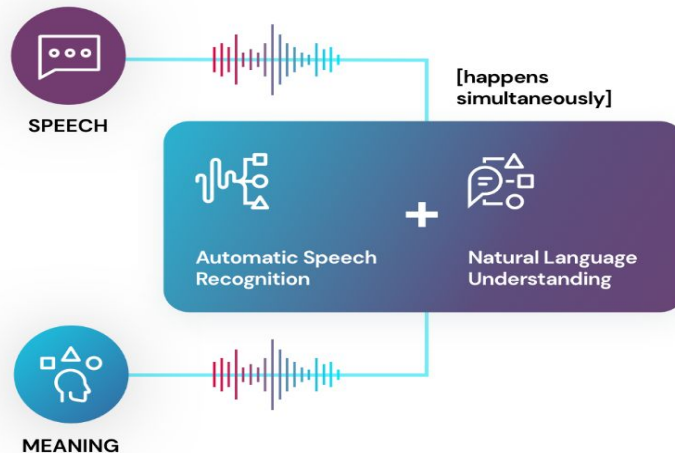 SPEECH
[happens
simultaneously]
Automatic Speech
Recognition
+
Natural Language
Understanding
MEANING